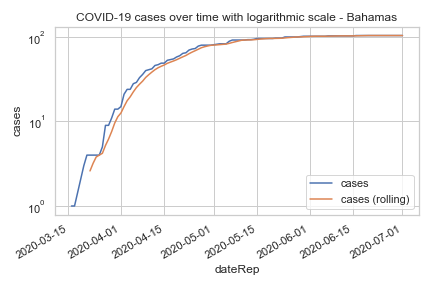 COVID-19 cases over time with logarithmic scale - Bahamas
cases
10²
10¹
10⁰
cases
cases (rolling)
2020-03-15
2020-04-01
2020-04-15
2020-05-01
2020-05-15
2020-06-01
2020-06-15
2020-07-01
dateRep